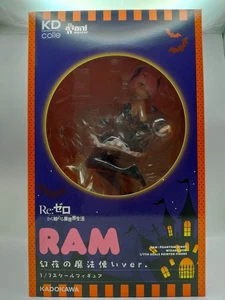 KD
colle
Re:ゼロ
から始める異世界生活
RAM
幻夜の魔法使いver.
1/7スケールフィギュア
KADOKAWA